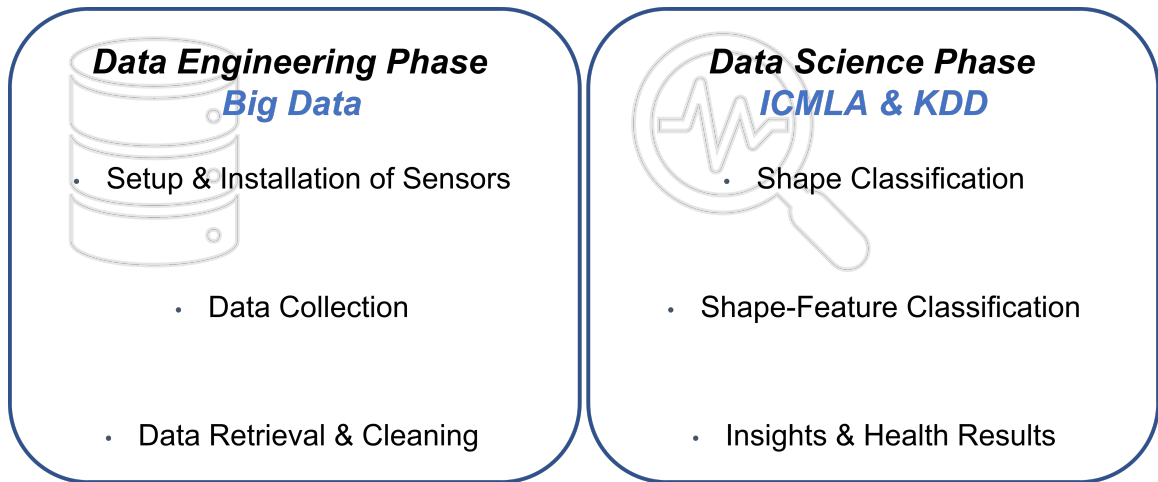 Data Engineering Phase
Big Data
• Setup & Installation of Sensors
• Data Collection
• Data Retrieval & Cleaning
Data Science Phase
ICMLA & KDD
• Shape Classification
• Shape-Feature Classification
• Insights & Health Results